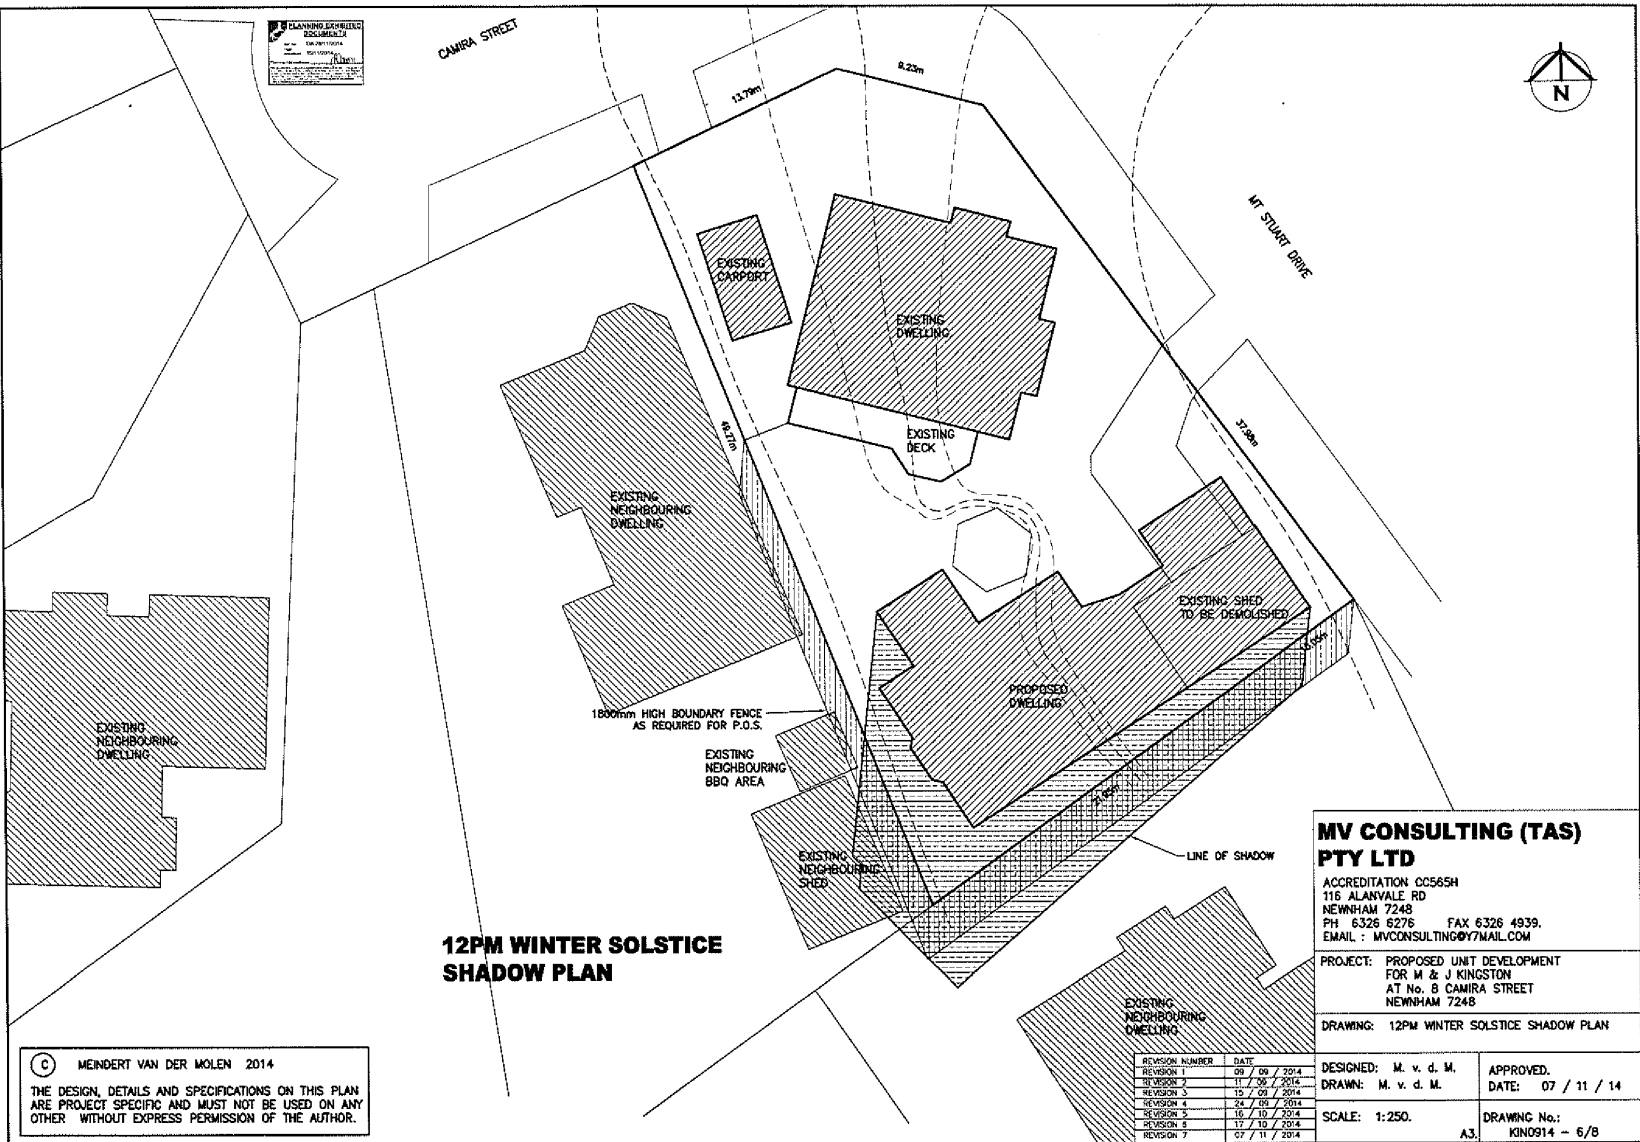 PLANNING EXHIBITED
DOCUMENTS
CAMIRA STREET
13.79m
9.23m
N
MT STUART DRIVE
EXISTING
CARPORT
EXISTING
DWELLING
EXISTING
DECK
49.77m
37.98m
EXISTING
NEIGHBOURING
DWELLING
EXISTING SHED
TO BE DEMOLISHED
PROPOSED
DWELLING
1800mm HIGH BOUNDARY FENCE
AS REQUIRED FOR P.O.S.
EXISTING
NEIGHBOURING
BBQ AREA
EXISTING
NEIGHBOURING
DWELLING
EXISTING
NEIGHBOURING
SHED
LINE OF SHADOW
EXISTING
NEIGHBOURING
DWELLING
12PM WINTER SOLSTICE
SHADOW PLAN
MV CONSULTING (TAS)
PTY LTD
ACCREDITATION CC565H
116 ALANVALE RD
NEWNHAM 7248
PH 6326 6276 FAX 6326 4939.
EMAIL : MVCONSULTING@Y7MAIL.COM
PROJECT: PROPOSED UNIT DEVELOPMENT
FOR M & J KINGSTON
AT No. 8 CAMIRA STREET
NEWNHAM 7248
DRAWING: 12PM WINTER SOLSTICE SHADOW PLAN
DESIGNED: M. v. d. M.
DRAWN: M. v. d. M.
APPROVED.
DATE: 07 / 11 / 14
SCALE: 1:250.
A3.
DRAWING No.:
KIN0914 - 6/8
REVISION NUMBER DATE
REVISION 1 09 / 09 / 2014
REVISION 2 11 / 09 / 2014
REVISION 3 15 / 09 / 2014
REVISION 4 24 / 09 / 2014
REVISION 5 16 / 10 / 2014
REVISION 6 17 / 10 / 2014
REVISION 7 07 / 11 / 2014
C MEINDERT VAN DER MOLEN 2014
THE DESIGN, DETAILS AND SPECIFICATIONS ON THIS PLAN
ARE PROJECT SPECIFIC AND MUST NOT BE USED ON ANY
OTHER WITHOUT EXPRESS PERMISSION OF THE AUTHOR.